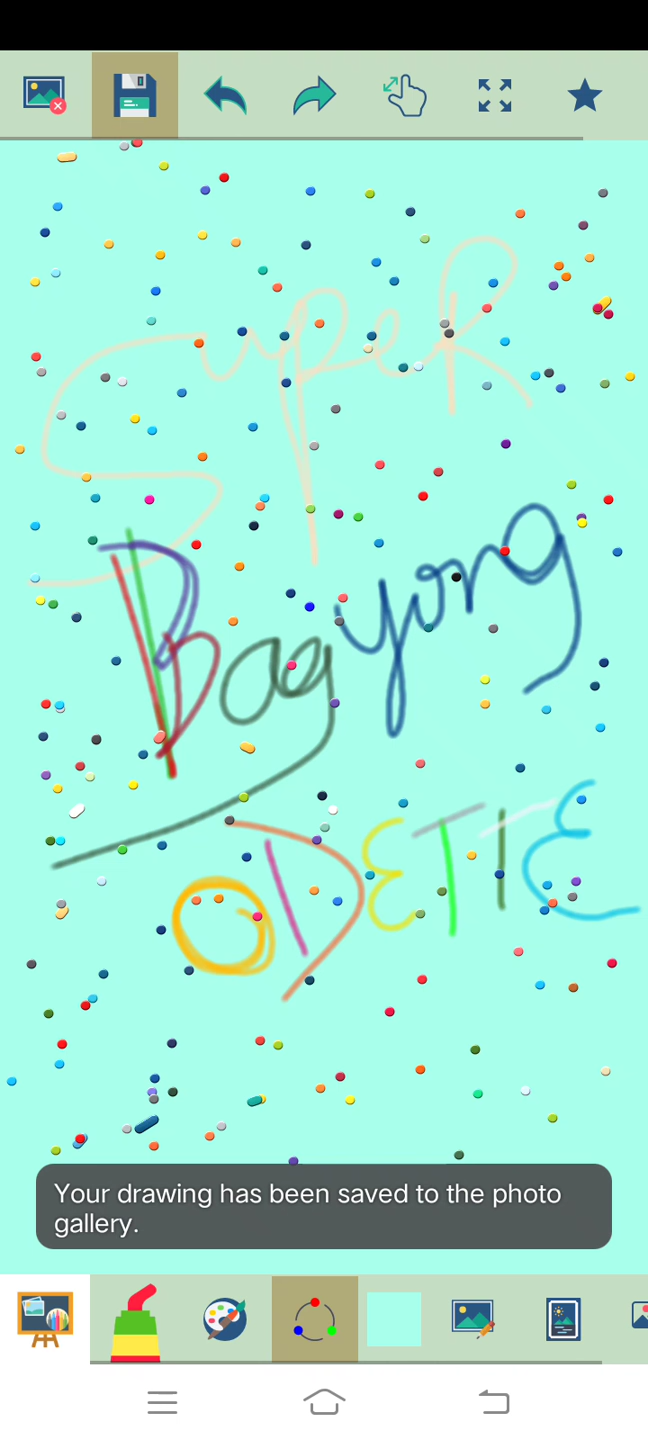 SupeR
Bagyong
ODETTE
Your drawing has been saved to the photo
gallery.